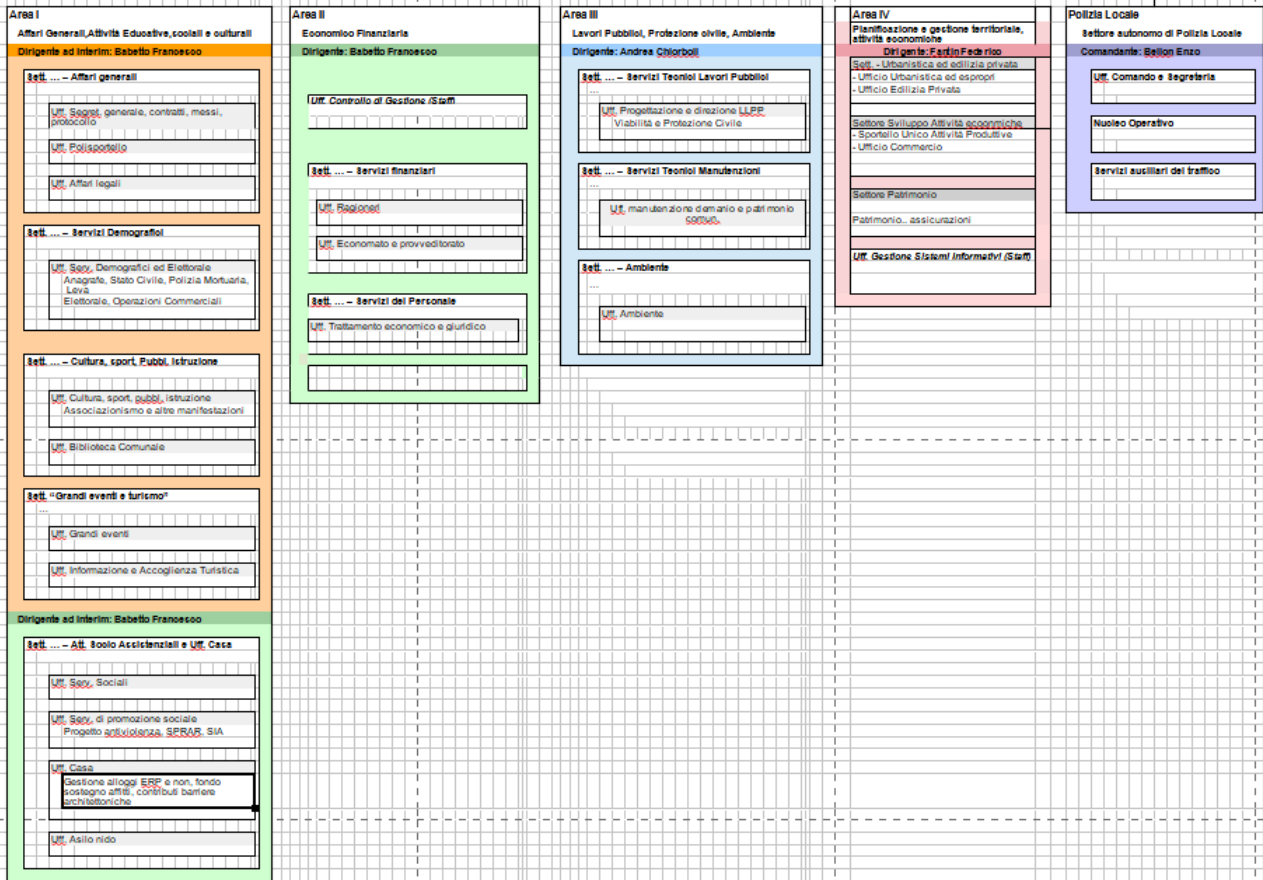 Area I
Affari Generali,Attività Educative,sociali e culturali
Dirigente ad Interim: Babetto Francesco
Sett. ... – Affari generali
Uff. Segret. generale, contratti, messi,
protocollo
Uff. Polisportello
Uff. Affari legali
Sett. ... – Servizi Demografici
Uff. Serv. Demografici ed Elettorale
Anagrafe, Stato Civile, Polizia Mortuaria,
Leva
Elettorale, Operazioni Commerciali
Sett. ... – Cultura, sport, Pubbl. Istruzione
Uff. Cultura, sport, pubbl. istruzione
Associazionismo e altre manifestazioni
Uff. Biblioteca Comunale
Sett. "Grandi eventi e turismo"
...
Uff. Grandi eventi
Uff. Informazione e Accoglienza Turistica
Dirigente ad Interim: Babetto Francesco
Sett. ... – Att. Socio Assistenziali e Uff. Casa
Uff. Serv. Sociali
Uff. Serv. di promozione sociale
Progetto antiviolenza, SPRAR, SIA
Uff. Casa
Gestione alloggi ERP e non, fondo
sostegno affitti, contributi barriere
architettoniche
Uff. Asilo nido
Area II
Economico Finanziaria
Dirigente: Babetto Francesco
Uff. Controllo di Gestione (Staff)
Sett. ... – Servizi finanziari
Uff. Ragioneri
Uff. Economato e provveditorato
Sett. ... – Servizi del Personale
Uff. Trattamento economico e giuridico
Area III
Lavori Pubblici, Protezione civile, Ambiente
Dirigente: Andrea Chiorboli
Sett. ... – Servizi Tecnici Lavori Pubblici
...
Uff. Progettazione e direzione LLPP
Viabilità e Protezione Civile
Sett. ... – Servizi Tecnici Manutenzioni
...
Uff. manutenzione demanio e patrimonio
comun.
Sett. ... – Ambiente
...
Uff. Ambiente
Area IV
Planificazione e gestione territoriale,
attività economiche
Dirigente: Fantin Federico
Sett. - Urbanistica ed edilizia privata
- Ufficio Urbanistica ed espropri
- Ufficio Edilizia Privata
Settore Sviluppo Attività econmiche
- Sportello Unico Attività Produttive
- Ufficio Commercio
Settore Patrimonio
Patrimonio.. assicurazioni
Uff. Gestione Sistemi Informativi (Staff)
Polizia Locale
Settore autonomo di Polizia Locale
Comandante: Bellon Enzo
Uff. Comando e Segreteria
Nucleo Operativo
Servizi ausiliari del traffico